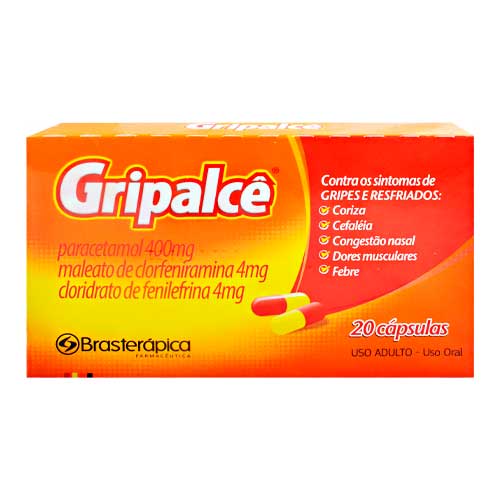 Gripalcê®
paracetamol 400mg
maleato de clorfeniramina 4mg
cloridrato de fenilefrina 4mg
Brasterápica
FARMACÊUTICA
Contra os sintomas de
GRIPES E RESFRIADOS:
Coriza
Cefaléia
Congestão nasal
Dores musculares
Febre
20 cápsulas
USO ADULTO - Uso Oral